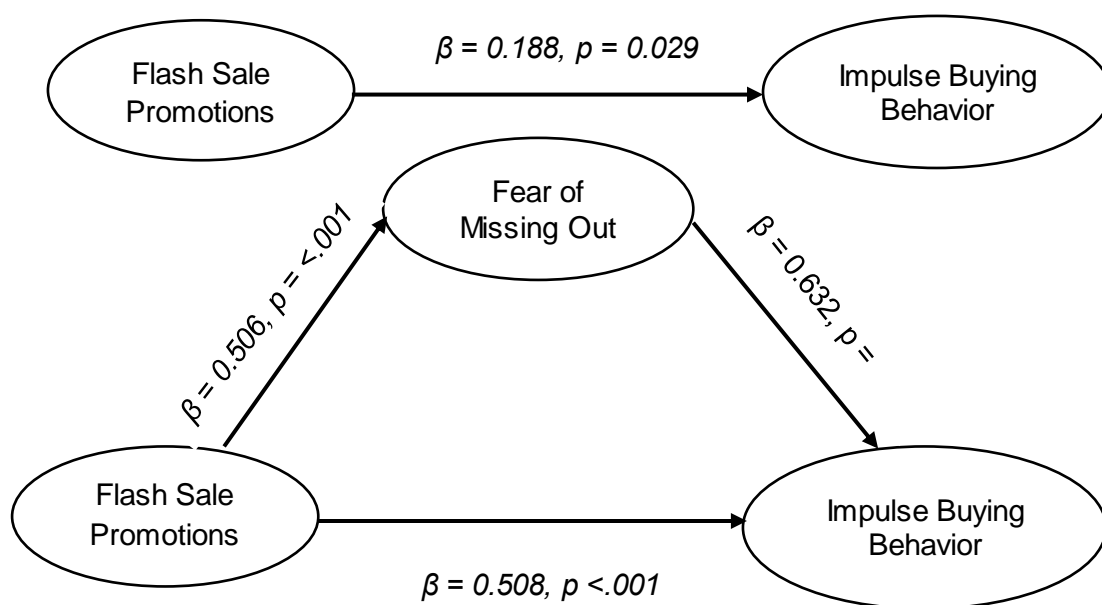 β = 0.188, p = 0.029
Flash Sale
Promotions
Impulse Buying
Behavior
Fear of
Missing Out
β = 0.506, p = <.001
β = 0.632, p =
Flash Sale
Promotions
Impulse Buying
Behavior
β = 0.508, p <.001